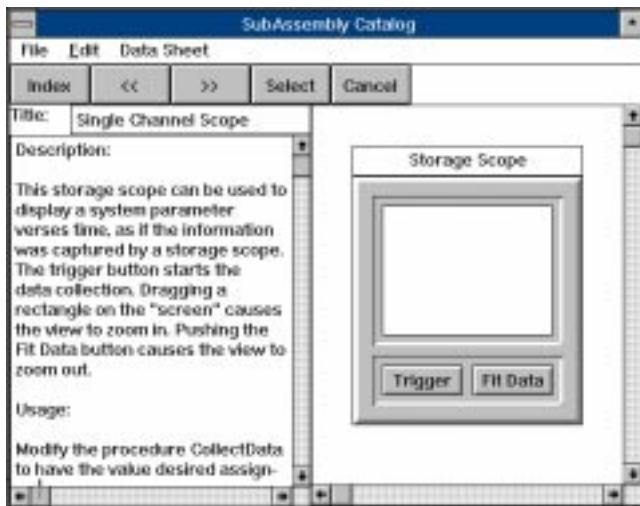 SubAssembly Catalog
File Edit Data Sheet
Index << >> Select Cancel
Title: Single Channel Scope
Description:
This storage scope can be used to
display a system parameter
verses time, as if the information
was captured by a storage scope.
The trigger button starts the
data collection. Dragging a
rectangle on the "screen" causes
the view to zoom in. Pushing the
Fit Data button causes the view to
zoom out.
Usage:
Modify the procedure CollectData
to have the value desired assign-
Storage Scope
Trigger Fit Data